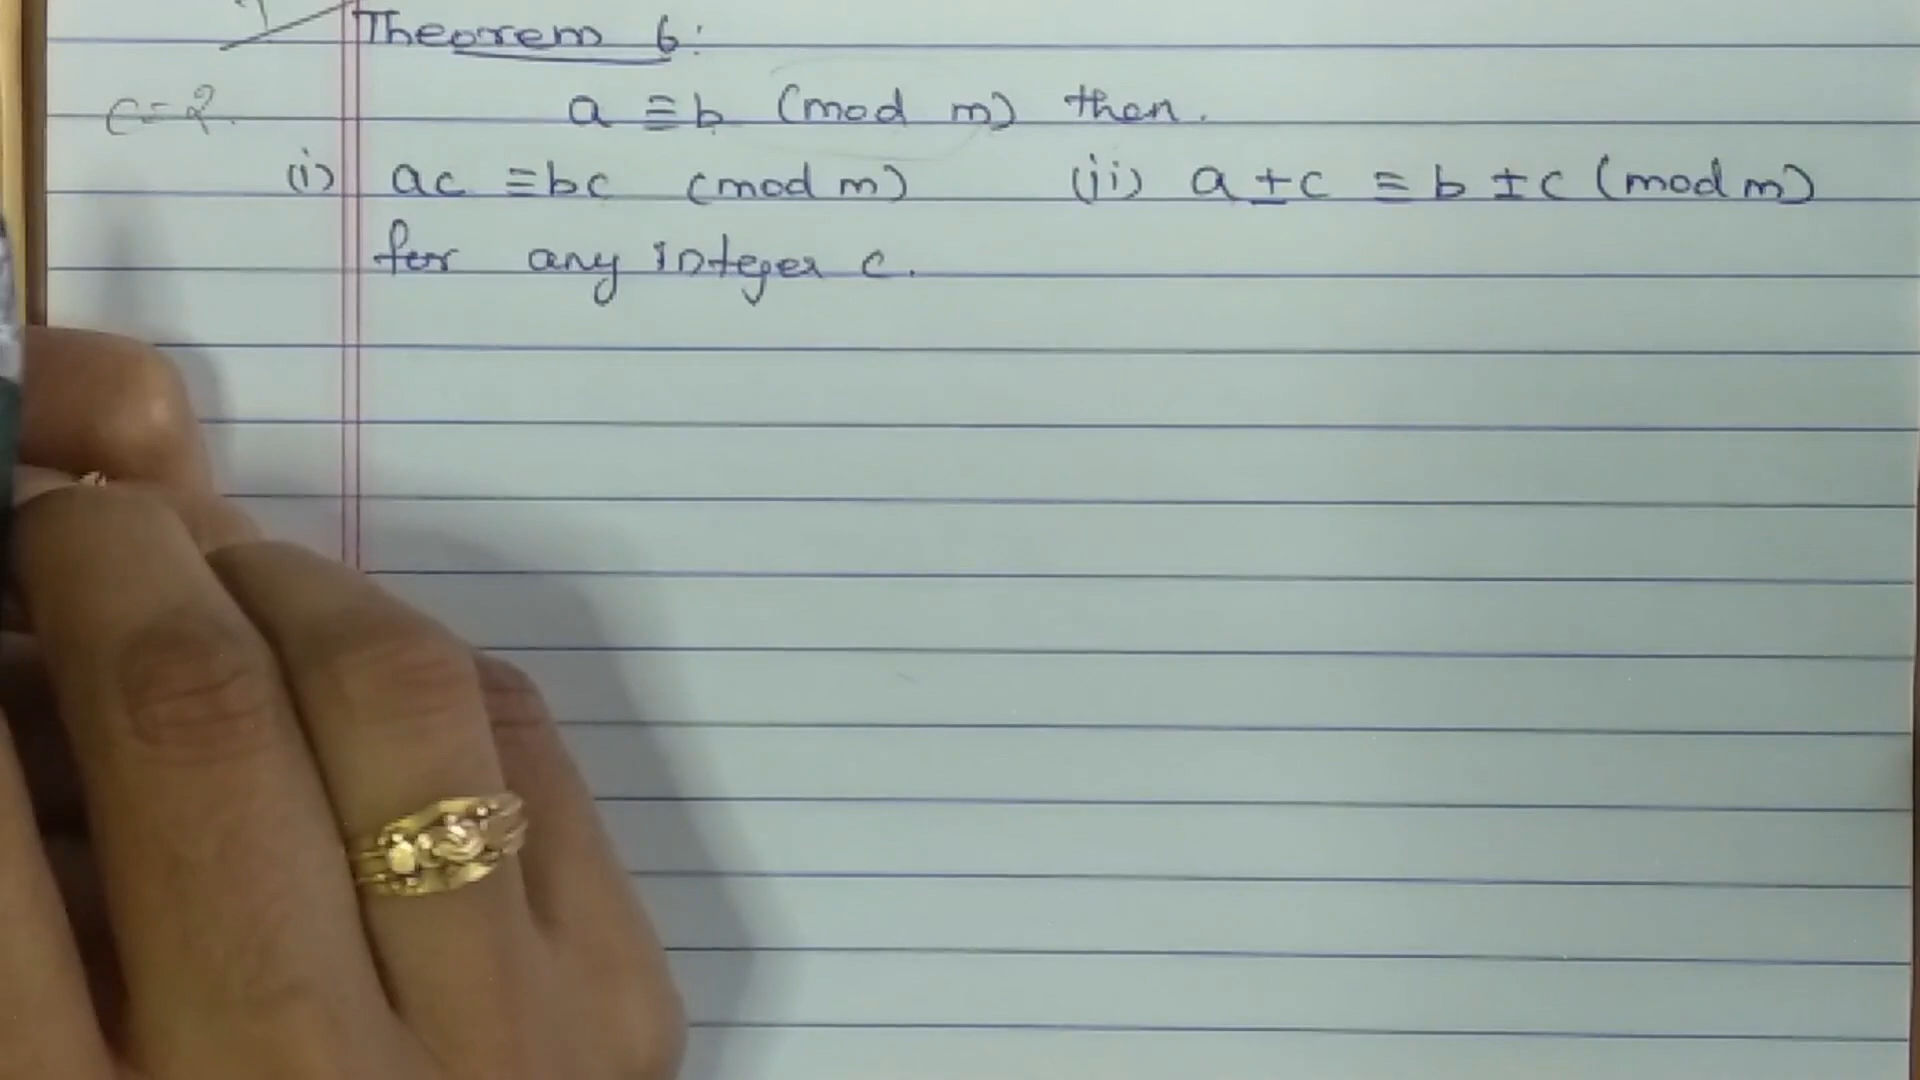 Theorem 6:
c=2.
a ≡ b (mod m) then.
(i) ac ≡ bc (mod m) (ii) a ± c ≡ b ± c (mod m)
for any integer c.